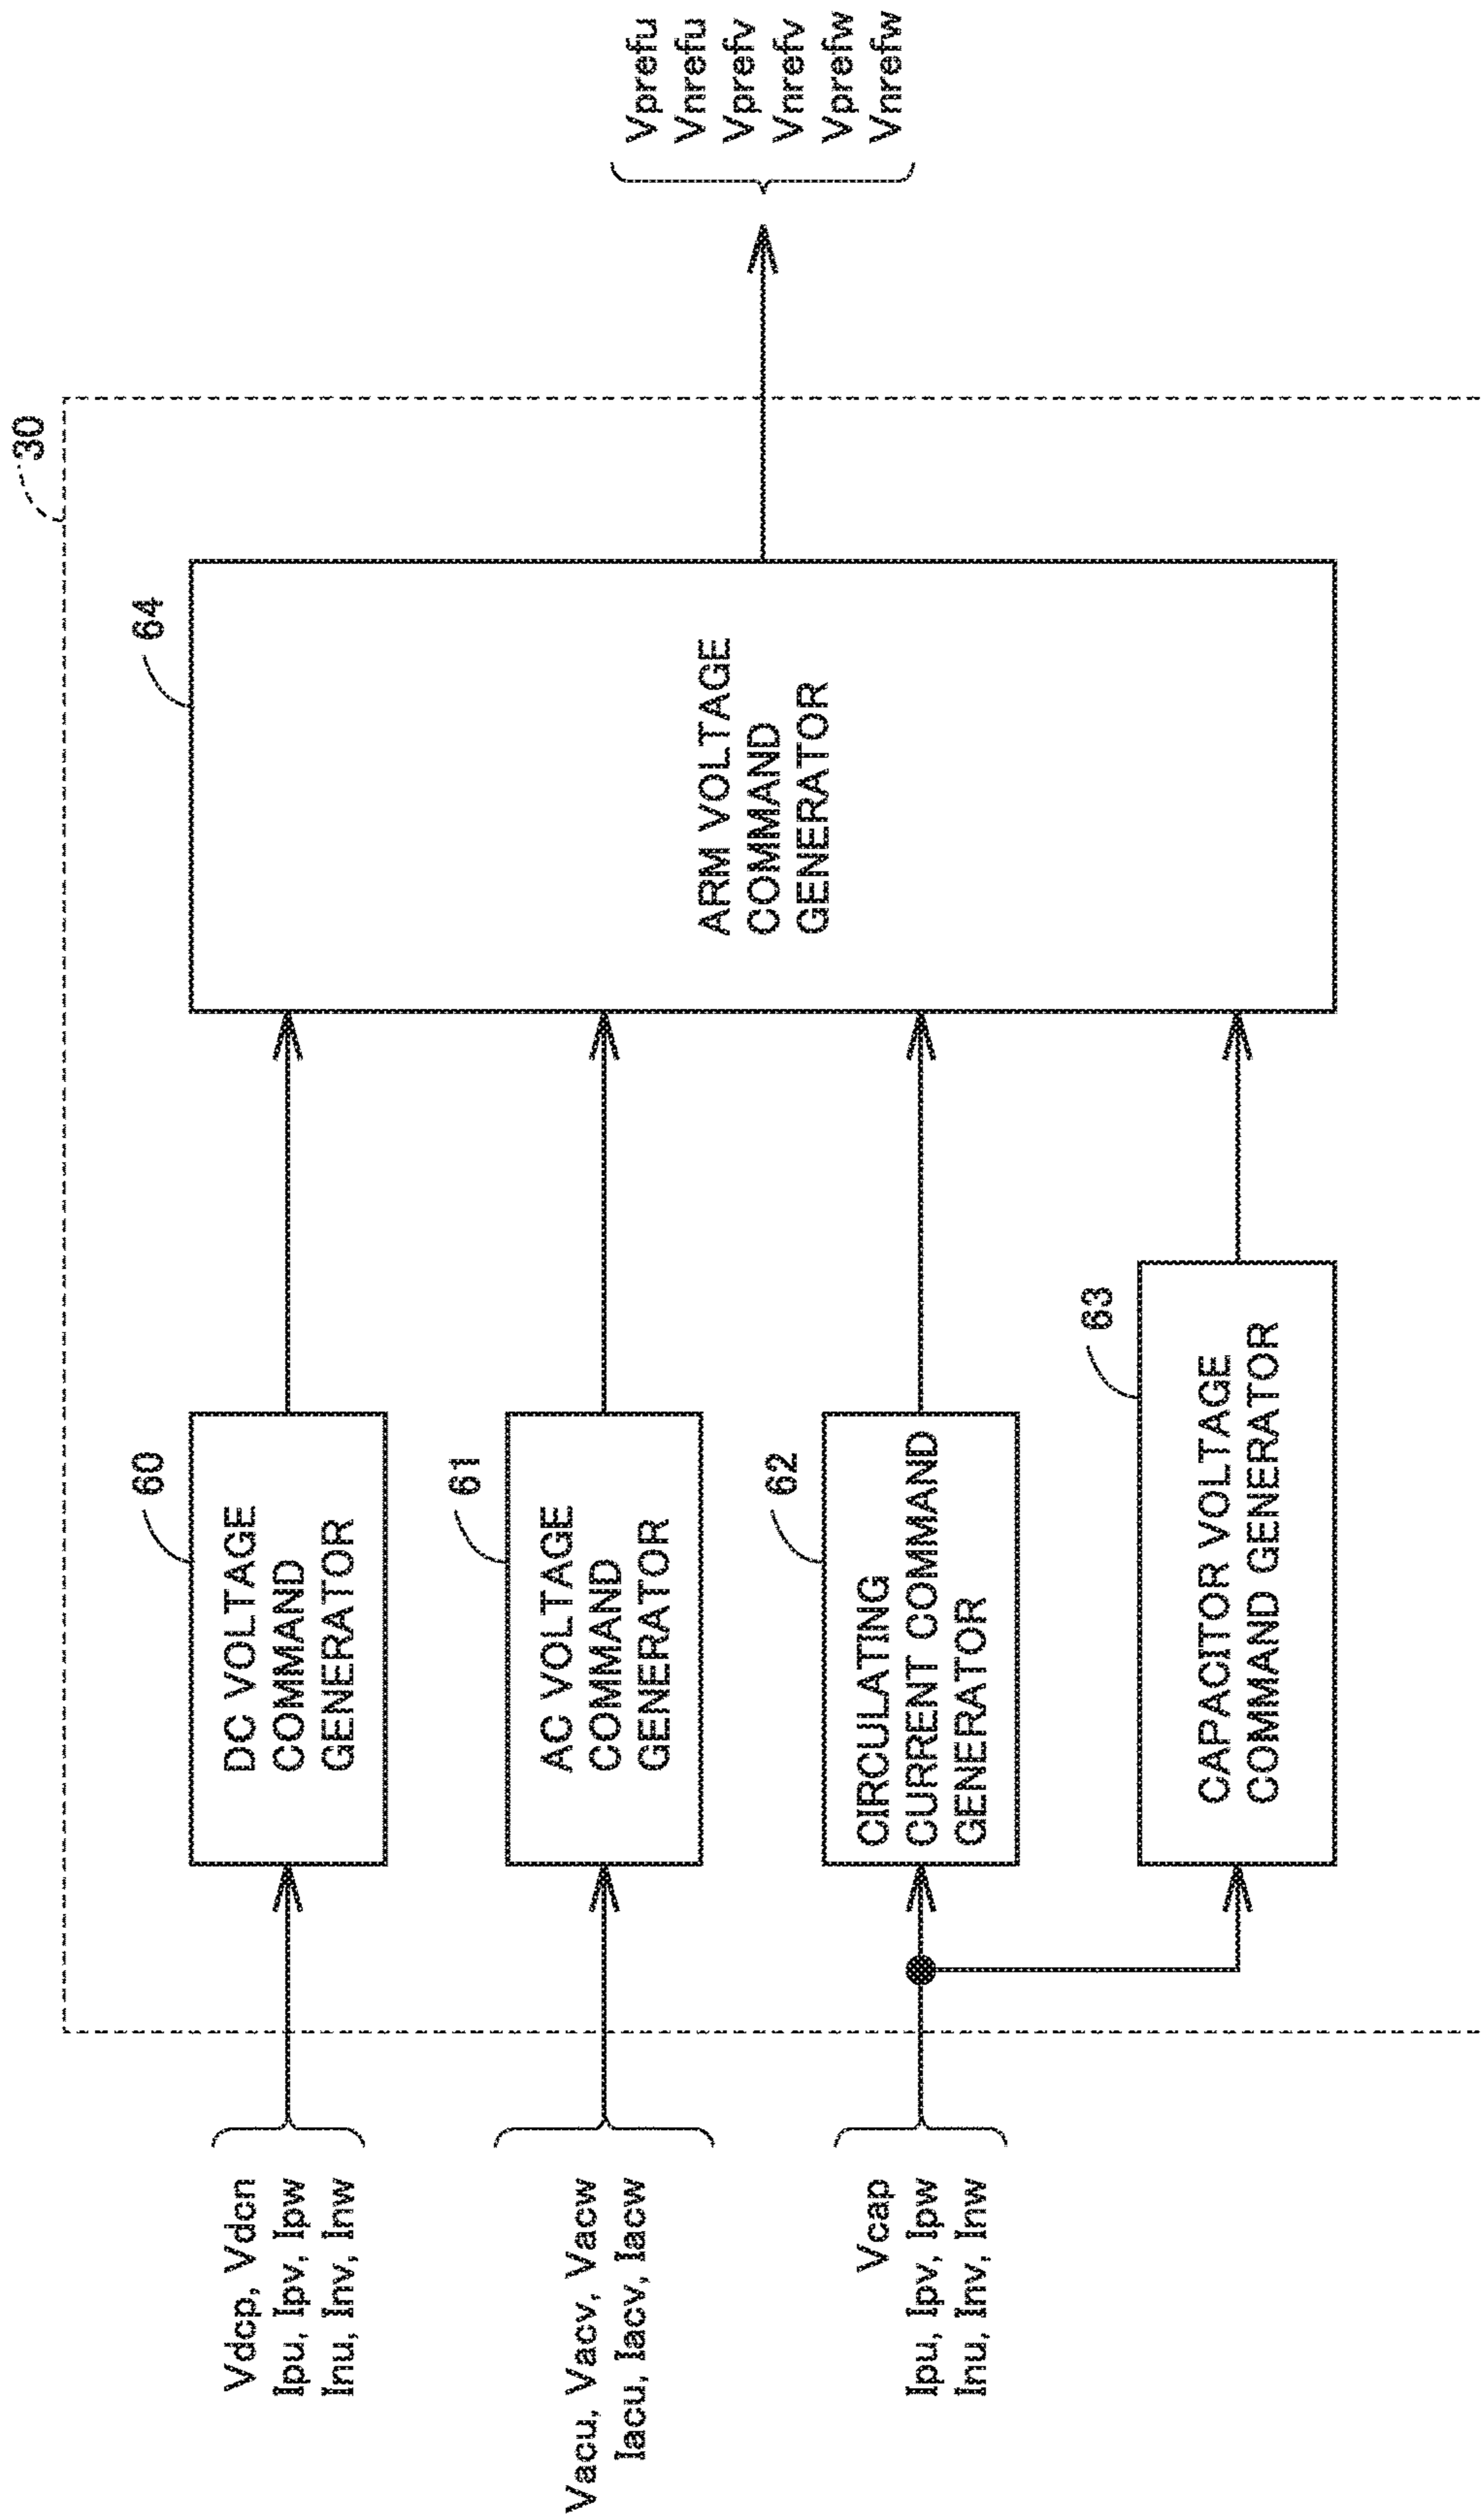 30
Vdcp, Vdcn
Ipu, Ipv, Ipw
Inu, Inv, Inw
60
DC VOLTAGE
COMMAND
GENERATOR
Vacu, Vacv, Vacw
Iacu, Iacv, Iacw
61
AC VOLTAGE
COMMAND
GENERATOR
Vcap
Ipu, Ipv, Ipw
Inu, Inv, Inw
62
CIRCULATING
CURRENT COMMAND
GENERATOR
63
CAPACITOR VOLTAGE
COMMAND GENERATOR
64
ARM VOLTAGE
COMMAND
GENERATOR
Vprefu
Vnrefu
Vprefv
Vnrefv
Vprefw
Vnrefw